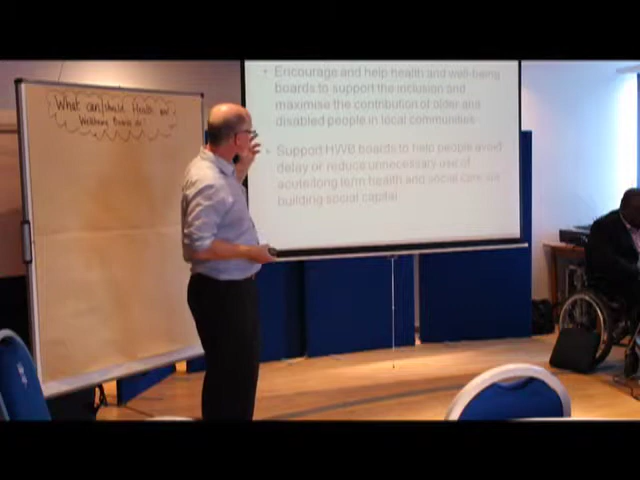 What can/should Health and
Wellbeing Boards do?
• Encourage and help health and well-being
boards to support the inclusion and
maximise the contribution of older and
disabled people in local communities
• Support HWB boards to help people avoid
delay or reduce unnecessary use of
acute/long term health and social care via
building social capital